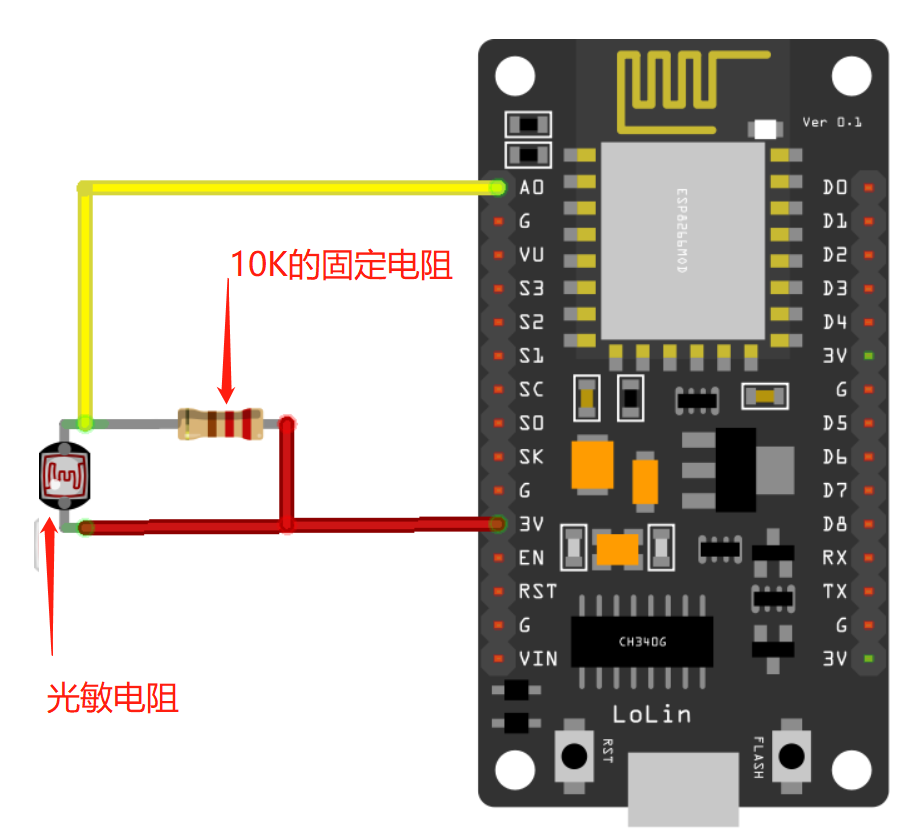 Ver 0.1
A0
G
VU
S3
S2
S1
SC
S0
SK
G
3V
EN
RST
G
VIN
D0
D1
D2
D3
D4
3V
G
D5
D6
D7
D8
RX
TX
G
3V
ESP8266MOD
10K的固定电阻
光敏电阻
CH340G
LoLin
RST
FLASH